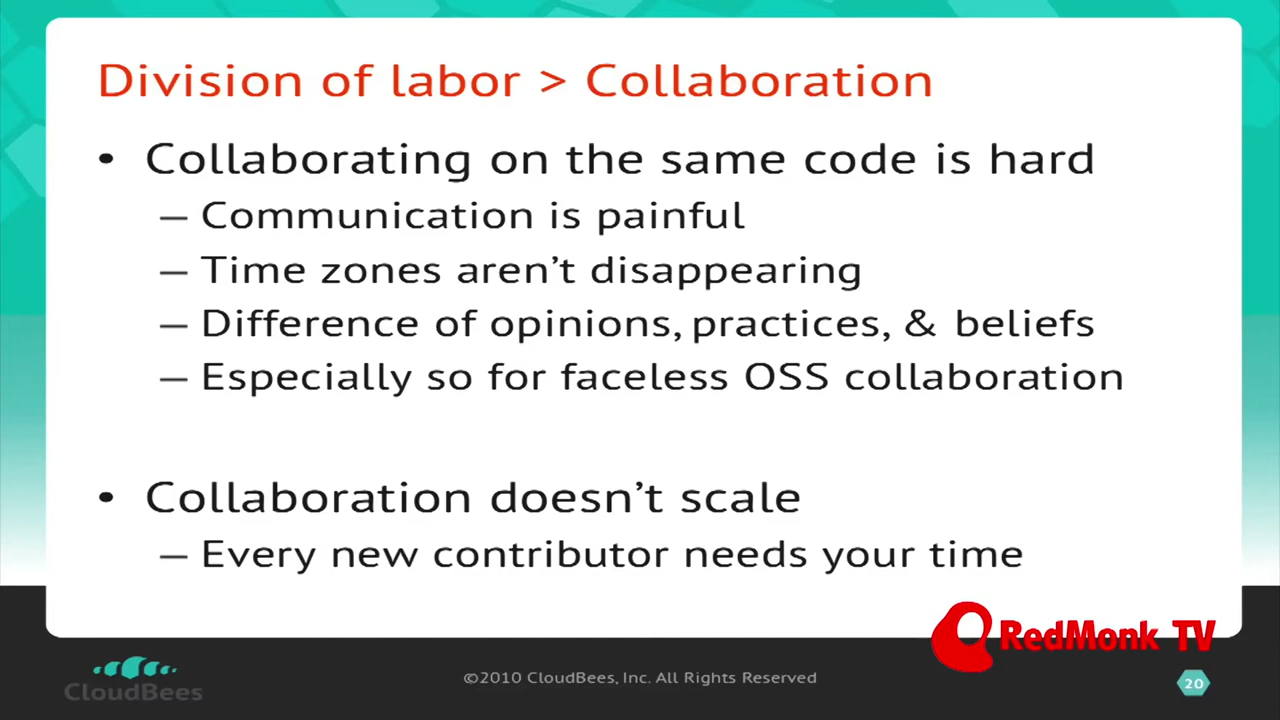 Division of labor > Collaboration
• Collaborating on the same code is hard
– Communication is painful
– Time zones aren’t disappearing
– Difference of opinions, practices, & beliefs
– Especially so for faceless OSS collaboration
• Collaboration doesn’t scale
– Every new contributor needs your time
RedMonk TV
CloudBees
©2010 CloudBees, Inc. All Rights Reserved
20